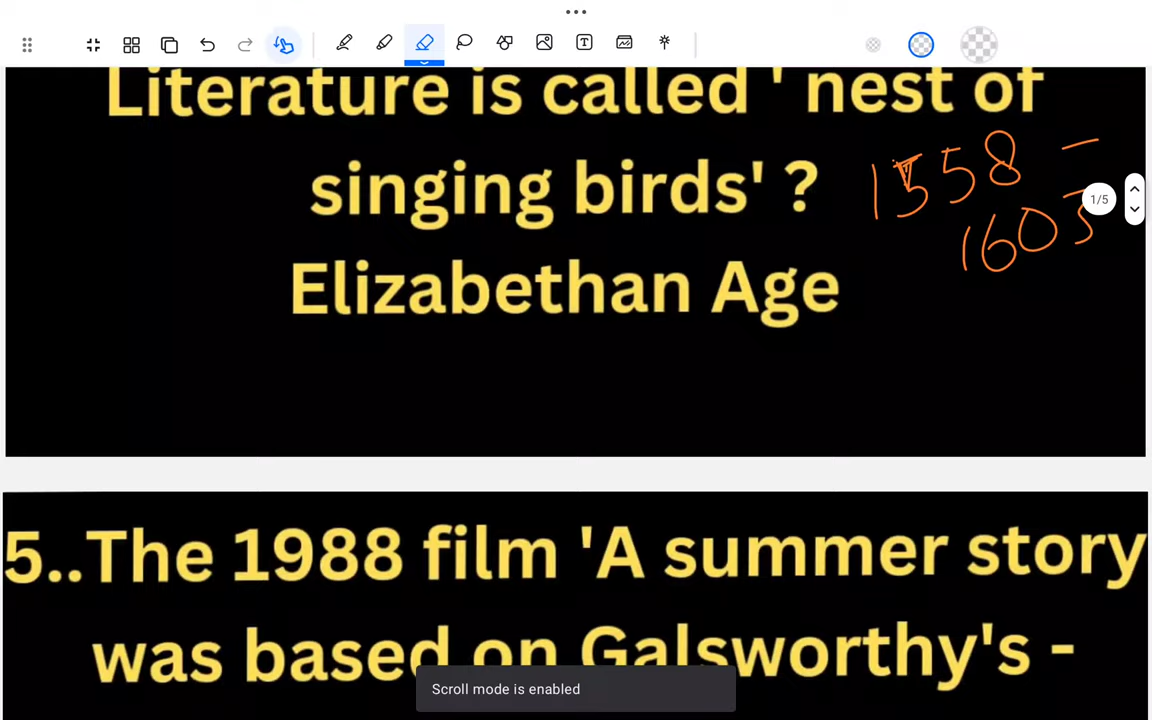 Literature is called ' nest of
singing birds' ?
1558 -
1603
1/5
Elizabethan Age
5..The 1988 film 'A summer story
was based on Galsworthy's -
Scroll mode is enabled